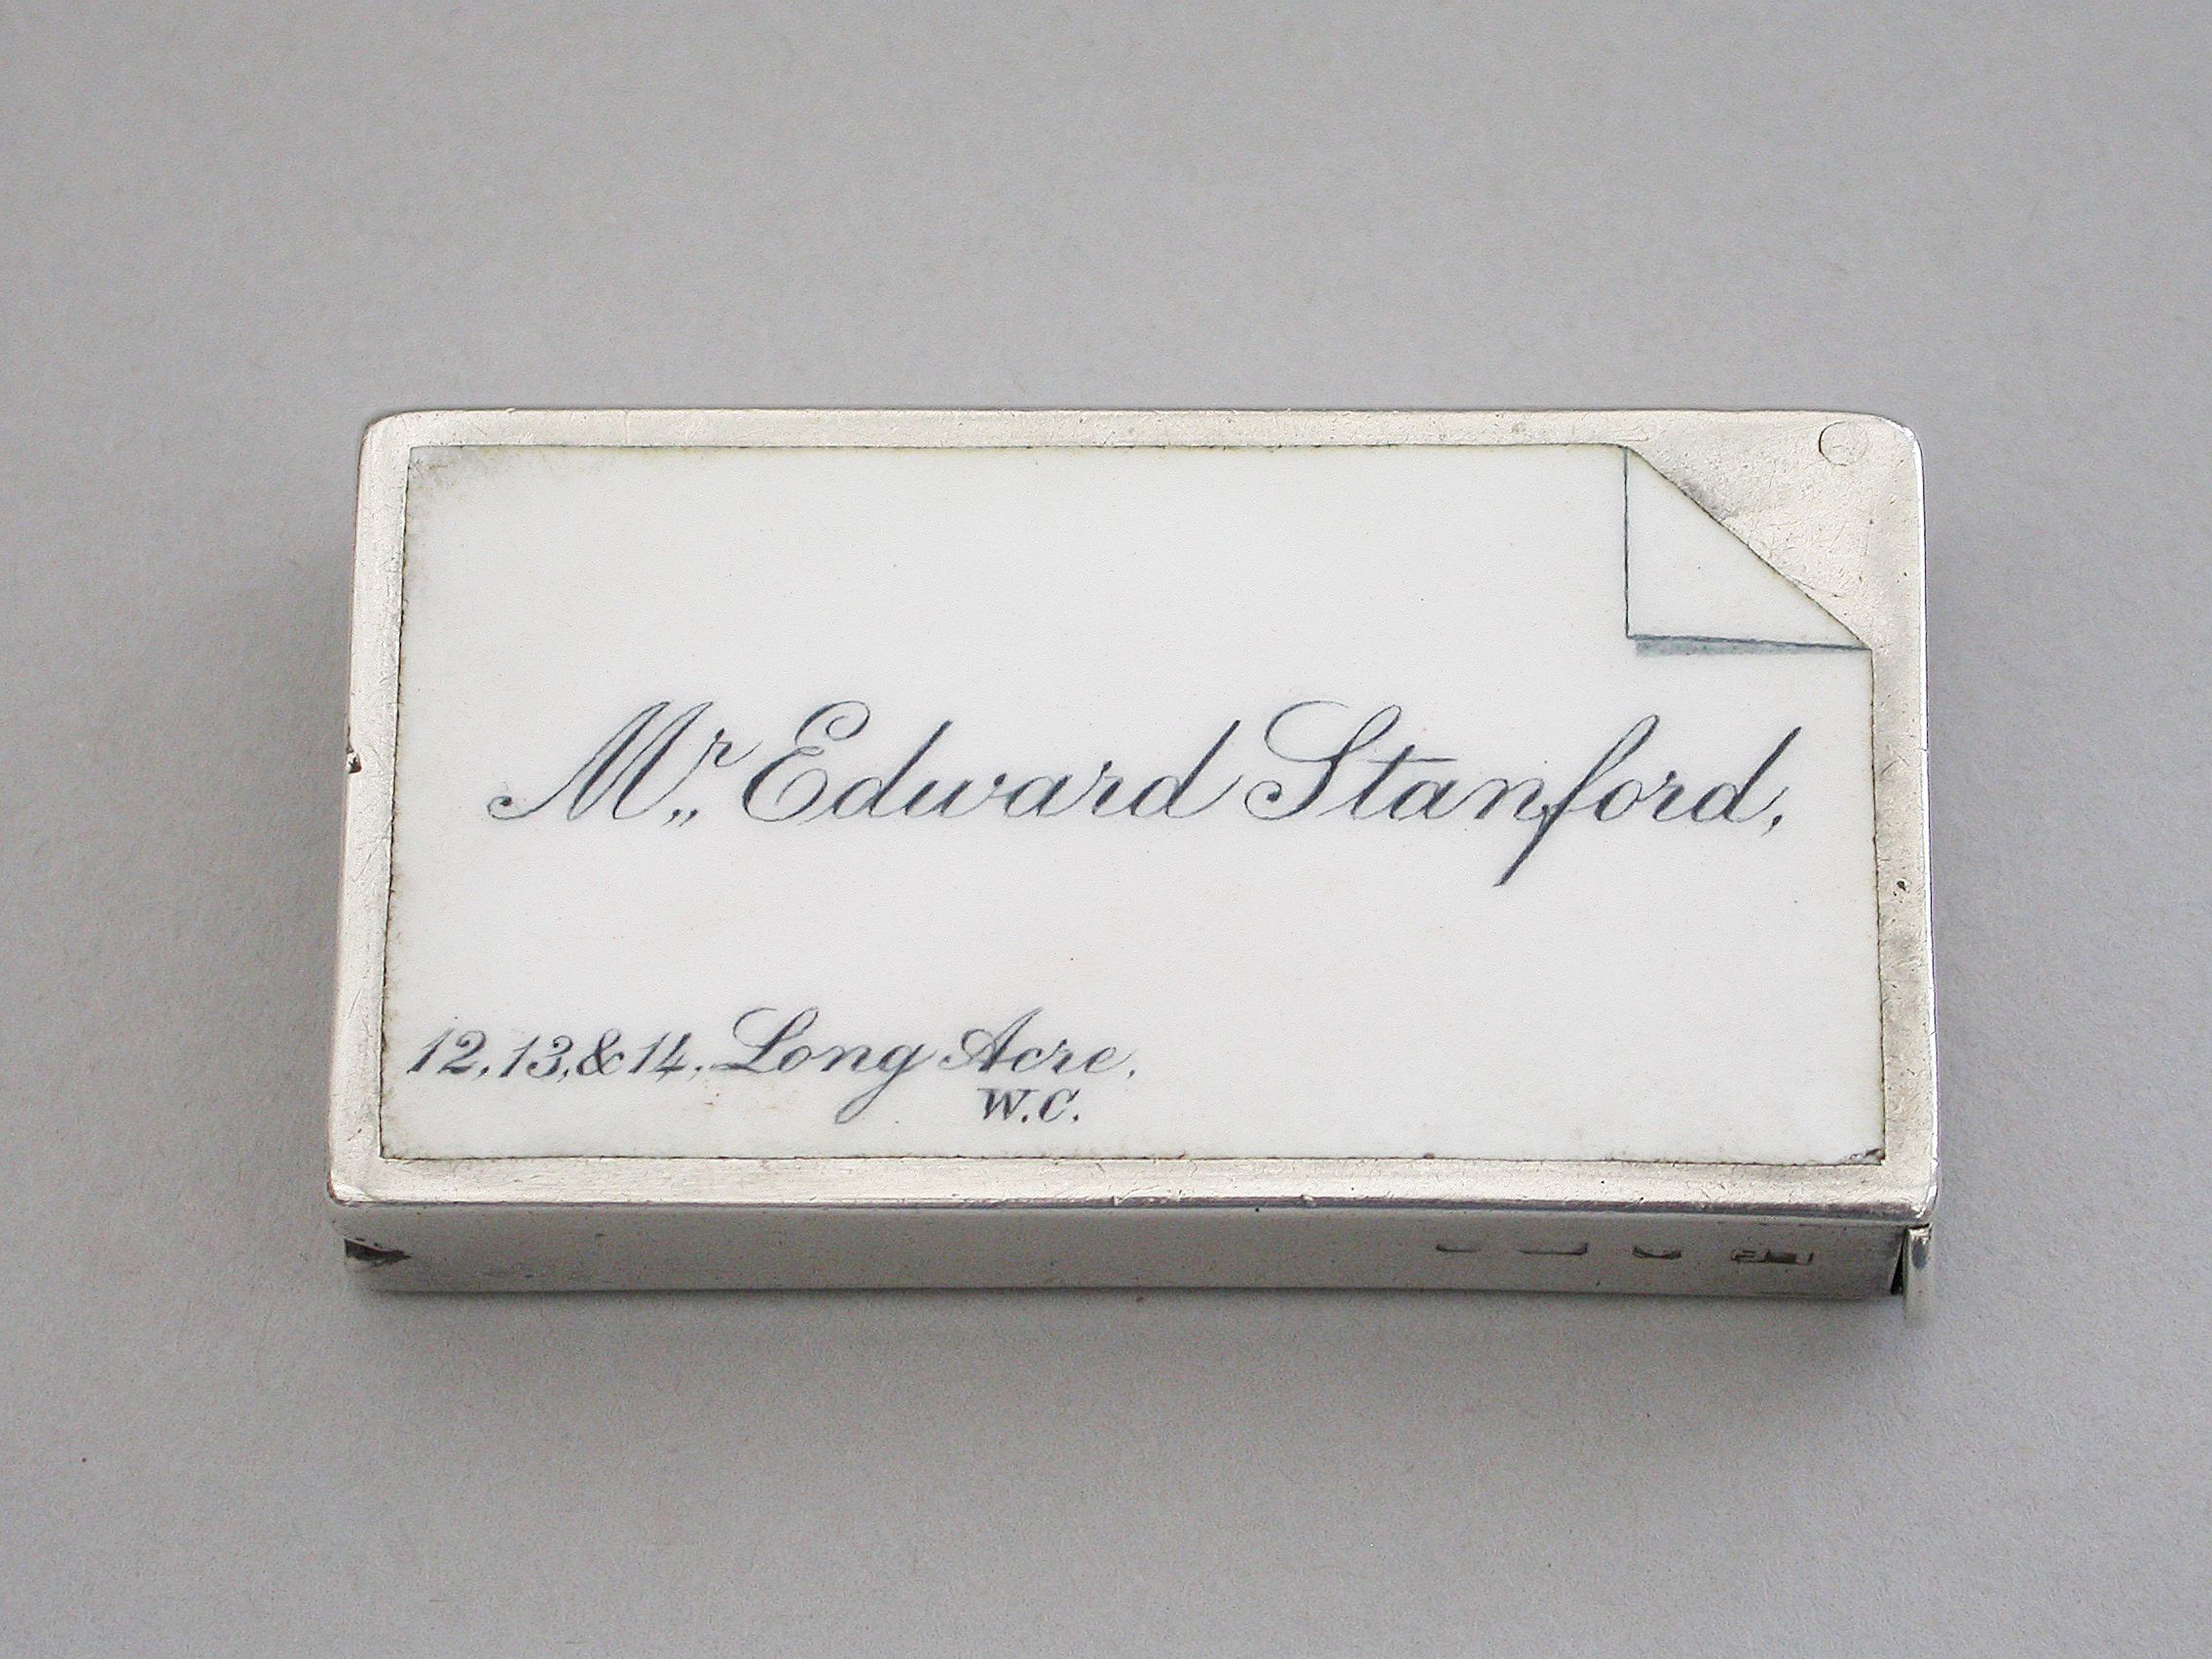 Mr. Edward Stanford,
12, 13, & 14, Long Acre,
W.C.